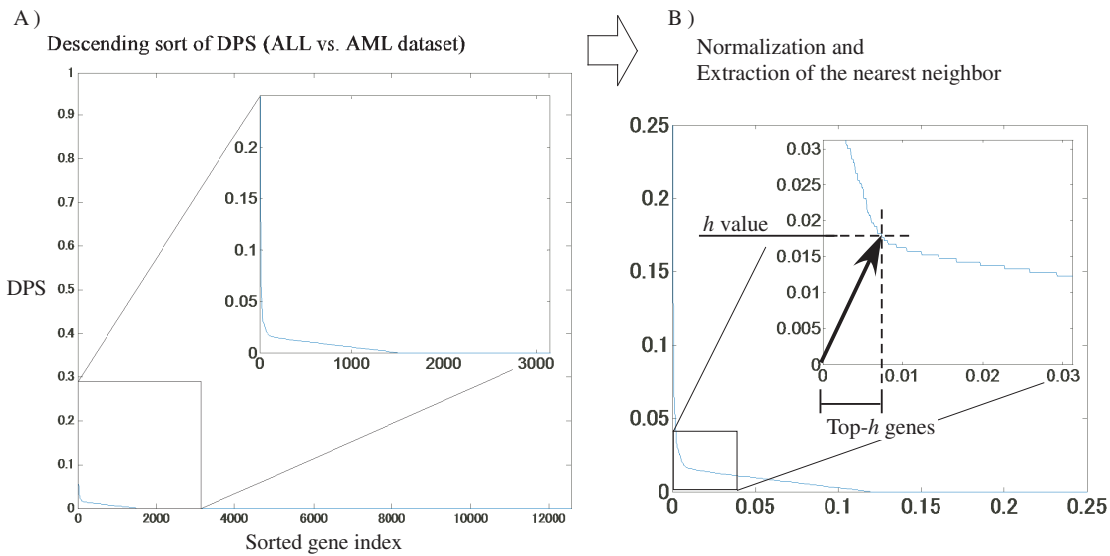 A )
Descending sort of DPS (ALL vs. AML dataset)
1
0.9
0.8
0.7
0.6
0.5
0.4
0.3
0.2
0.1
0
DPS
0 2000 4000 6000 8000 10000 12000
Sorted gene index
0.2
0.15
0.1
0.05
0
0 1000 2000 3000
B )
Normalization and
Extraction of the nearest neighbor
0.25
0.2
0.15
0.1
0.05
0
0 0.05 0.1 0.15 0.2 0.25
0.03
0.025
0.02
0.015
0.01
0.005
0
0 0.01 0.02 0.03
h value
Top-h genes